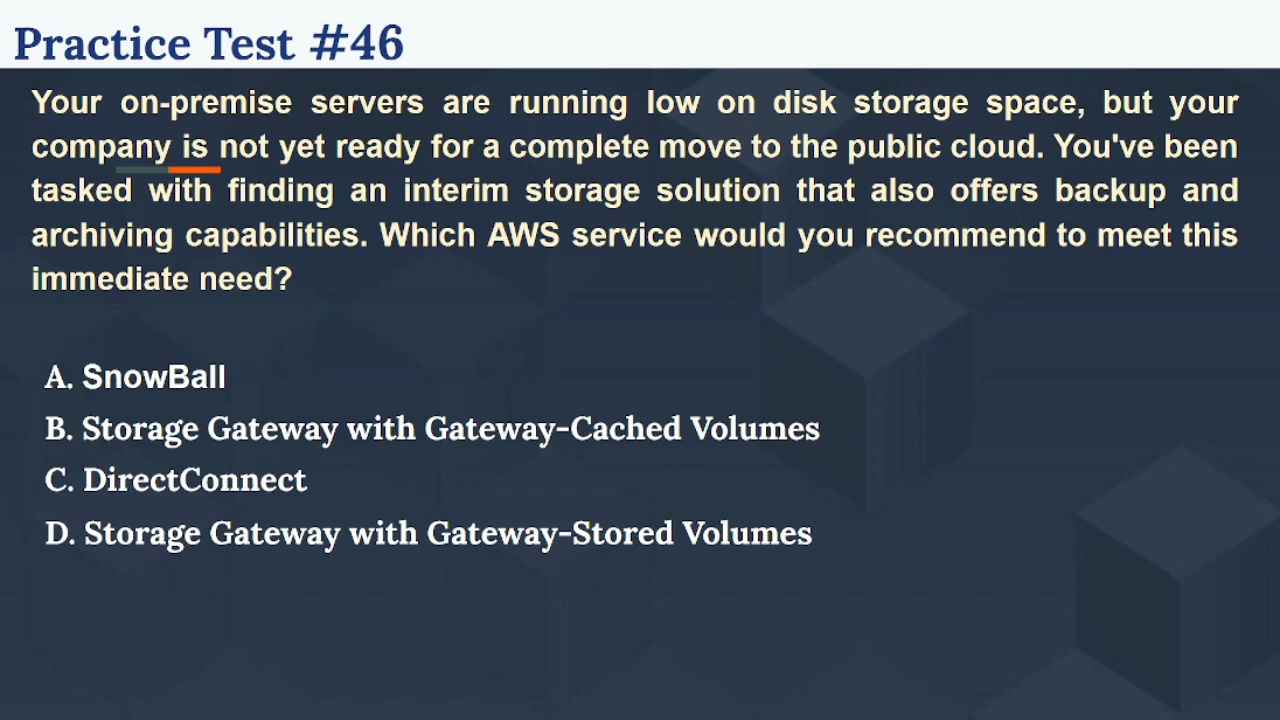 Practice Test #46
Your on-premise servers are running low on disk storage space, but your
company is not yet ready for a complete move to the public cloud. You've been
tasked with finding an interim storage solution that also offers backup and
archiving capabilities. Which AWS service would you recommend to meet this
immediate need?
A. SnowBall
B. Storage Gateway with Gateway-Cached Volumes
C. DirectConnect
D. Storage Gateway with Gateway-Stored Volumes